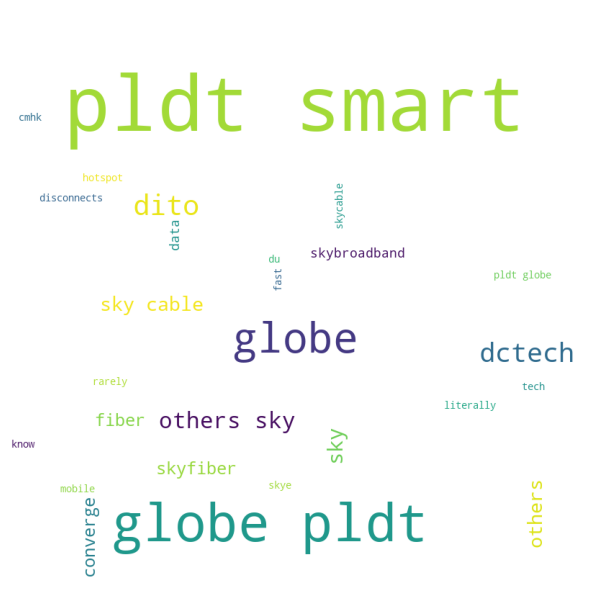 pldt smart
cmhk
hotspot
disconnects
dito
skycable
data
skybroadband
du
fast
pldt globe
sky cable
globe
dctech
rarely
tech
literally
fiber
others sky
sky
know
skyfiber
mobile
skye
others
converge
globe pldt